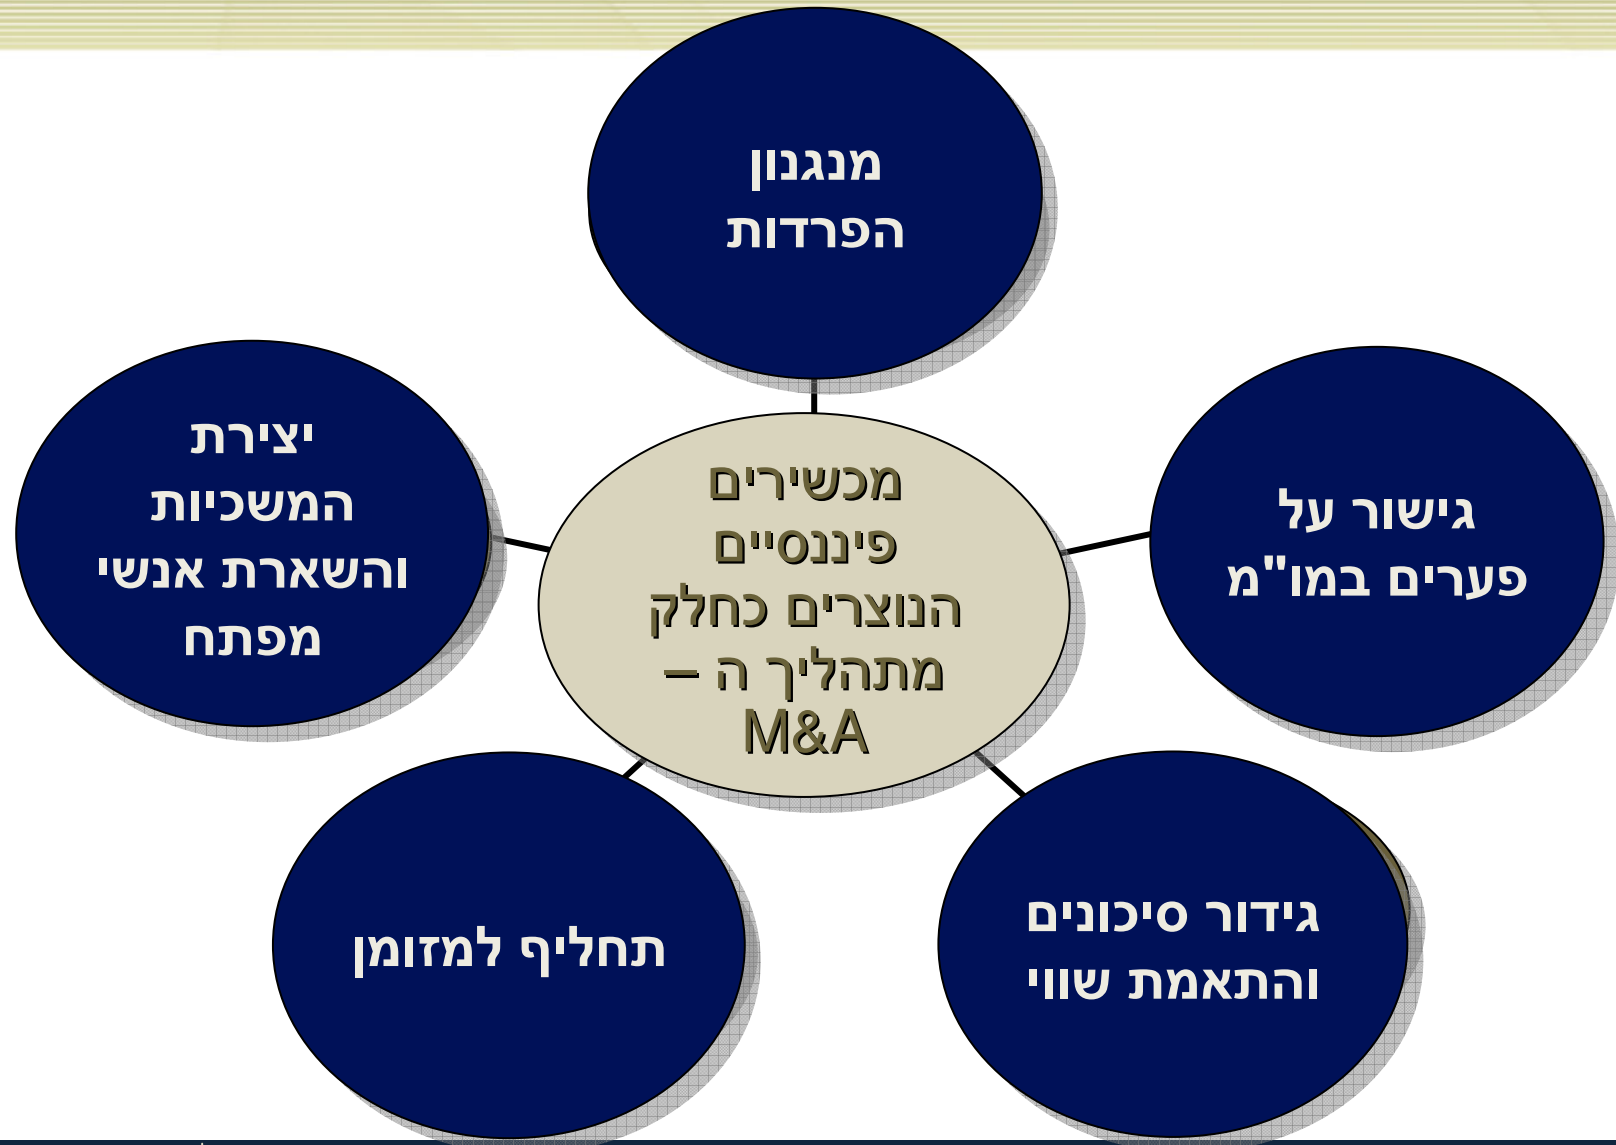 מנגנון
הפרדות
גישור על
פערים במו"מ
גידור סיכונים
והתאמת שווי
תחליף למזומן
יצירת
המשכיות
והשארת אנשי
מפתח
מכשירים
פיננסיים
הנוצרים כחלק
מתהליך ה –
M&A